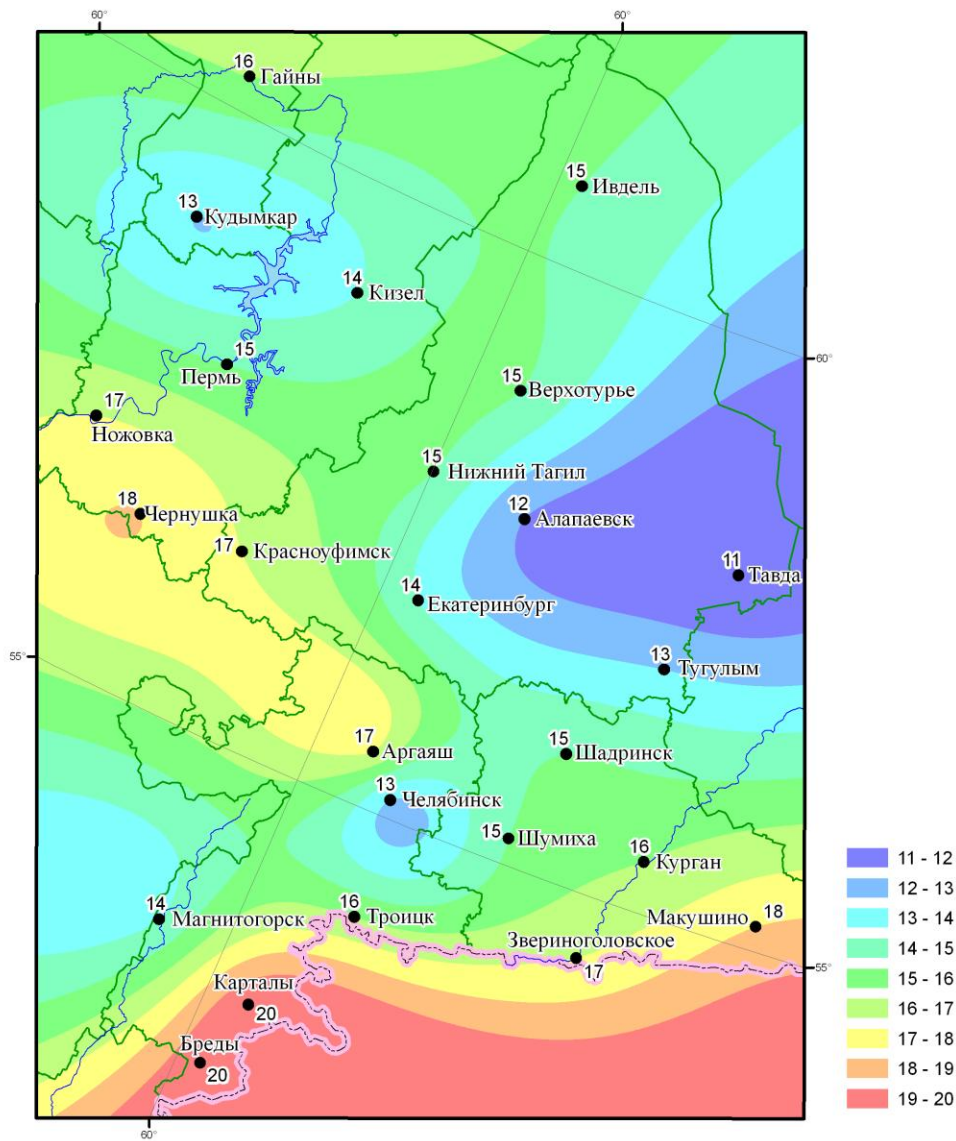 60° 60°
16
Гайны
15
Ивдель
13
Кудымкар
14
Кизел
60°
15
Пермь
15
Верхотурье
17
Ножовка
15
Нижний Тагил
18
Чернушка
12
Алапаевск
17
Красноуфимск
11
Тавда
14
Екатеринбург
55°
13
Тугулым
17
Аргаяш
15
Шадринск
13
Челябинск
15
Шумиха
16
Курган
14
Магнитогорск
16
Троицк
Макушино
18
Звериноголовское
17
55°
Карталы
20
Бреды
20
60°
11 - 12
12 - 13
13 - 14
14 - 15
15 - 16
16 - 17
17 - 18
18 - 19
19 - 20